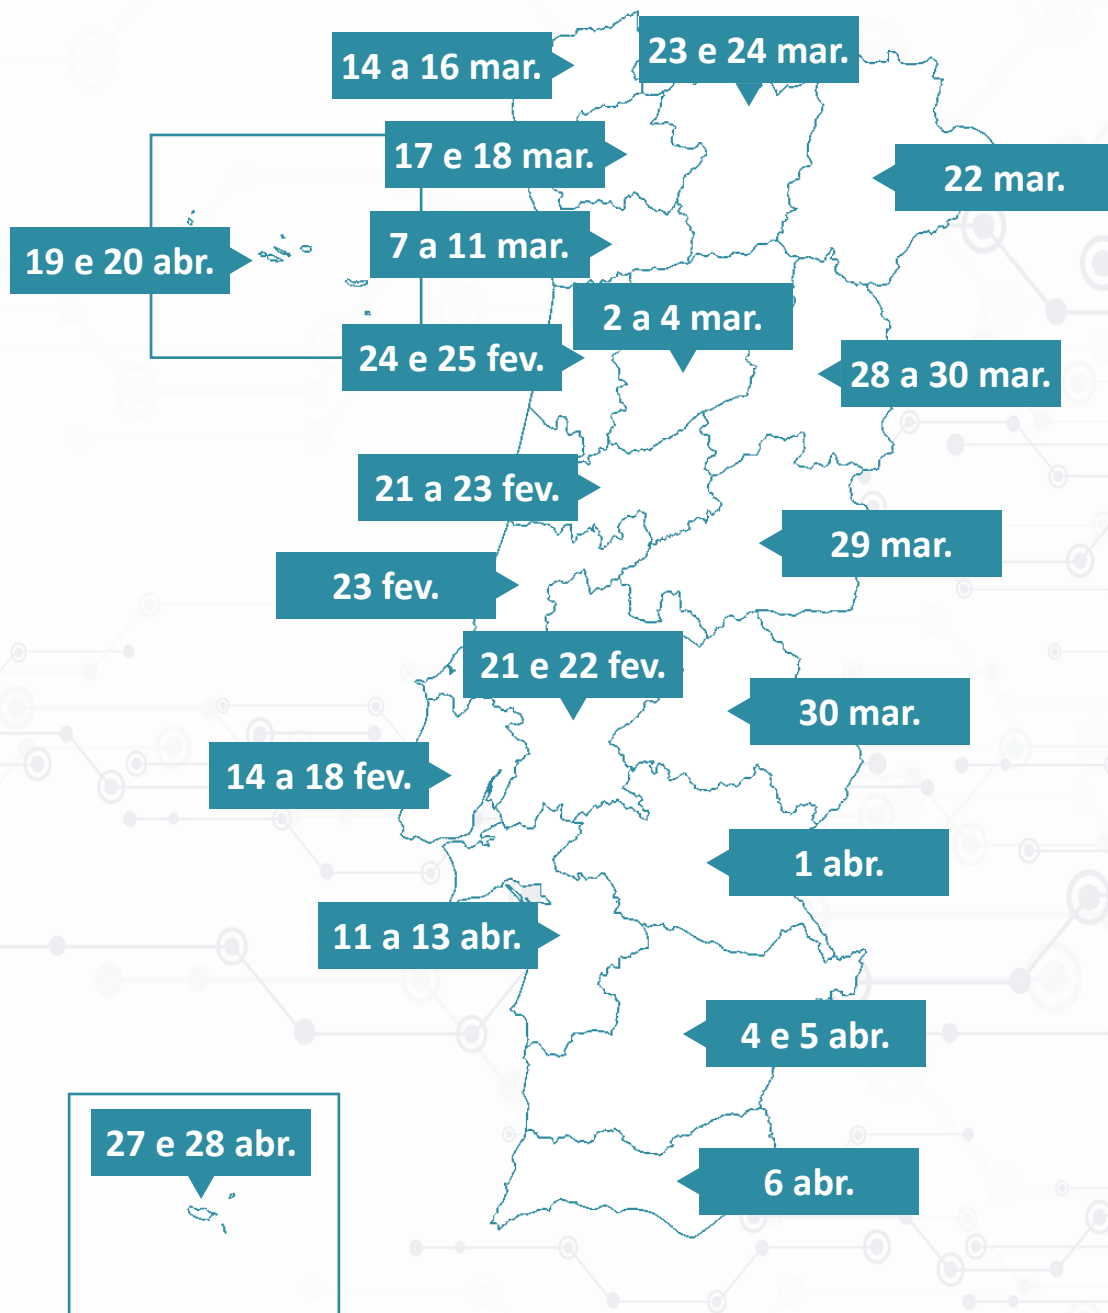 23 e 24 mar.
14 a 16 mar.
17 e 18 mar.
22 mar.
7 a 11 mar.
19 e 20 abr.
2 a 4 mar.
24 e 25 fev.
28 a 30 mar.
21 a 23 fev.
29 mar.
23 fev.
21 e 22 fev.
30 mar.
14 a 18 fev.
1 abr.
11 a 13 abr.
4 e 5 abr.
27 e 28 abr.
6 abr.